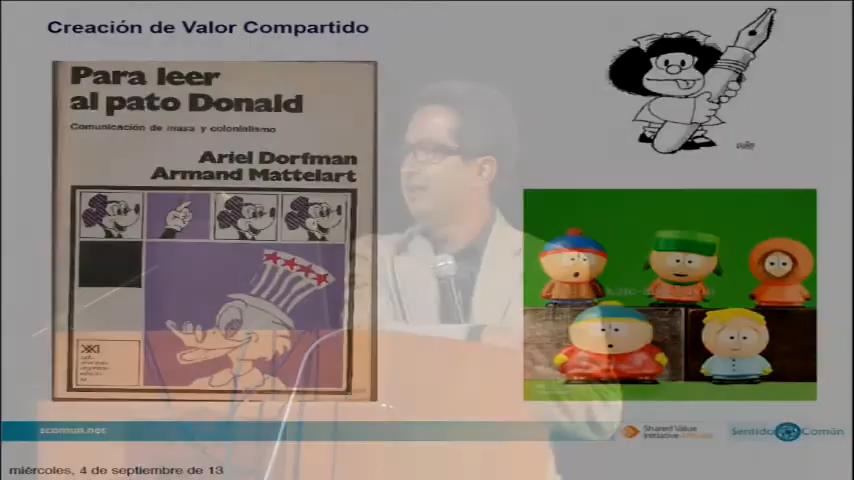 Creación de Valor Compartido
Para leer
al pato Donald
Comunicación de masa y colonialismo
Ariel Dorfman
Armand Mattelart
XXI
scomun.net
Shared Value
Initiative
Sentido Común
miércoles, 4 de septiembre de 13